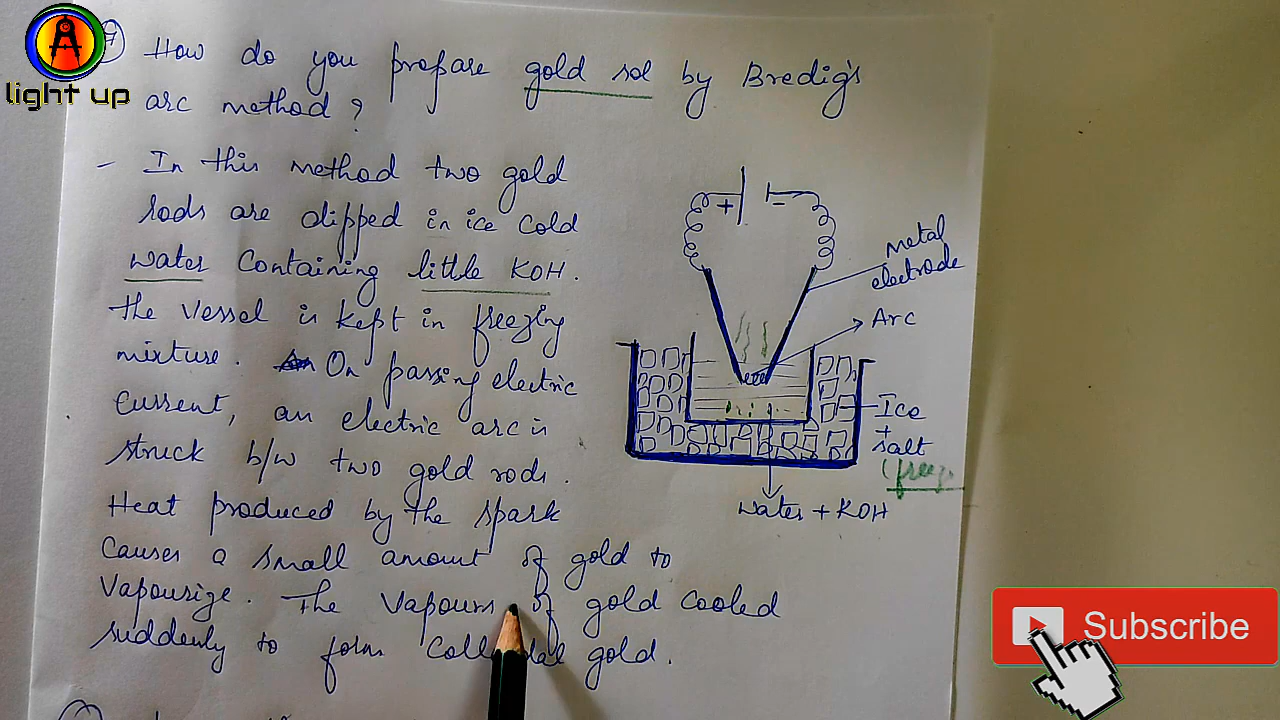 light up
How do you prepare gold sol by Bredig's
arc method?
- In this method two gold
rods are dipped in ice cold
water containing little KOH.
the vessel is kept in freezing
mixture. On passing electric
current, an electric arc is
struck b/w two gold rods.
Heat produced by the spark
causes a small amount of gold to
vapourize. The vapours of gold cooled
suddenly to form colloidal gold.
+ -
metal
electrode
Arc
Ice
+
salt
(freez
Water + KOH
Subscribe